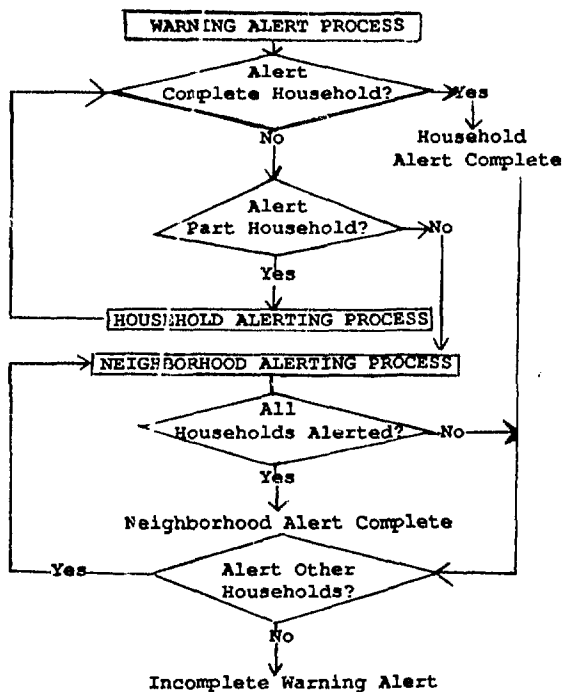 WARNING ALERT PROCESS
Alert
Complete Household?
Yes
No
Household
Alert Complete
Alert
Part Household?
No
Yes
HOUSEHOLD ALERTING PROCESS
NEIGHBORHOOD ALERTING PROCESS
All
Households Alerted?
No
Yes
Neighborhood Alert Complete
Yes
Alert Other
Households?
No
Incomplete Warning Alert